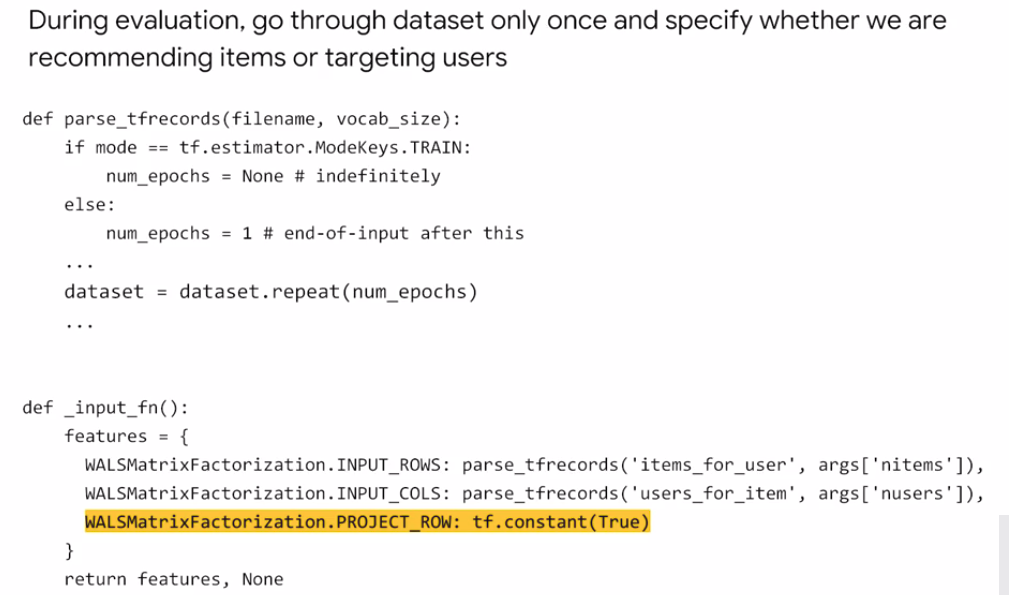 During evaluation, go through dataset only once and specify whether we are
recommending items or targeting users
def parse_tfrecords(filename, vocab_size):
    if mode == tf.estimator.ModeKeys.TRAIN:
        num_epochs = None # indefinitely
    else:
        num_epochs = 1 # end-of-input after this
    ...
    dataset = dataset.repeat(num_epochs)
    ...
def _input_fn():
    features = {
      WALSMatrixFactorization.INPUT_ROWS: parse_tfrecords('items_for_user', args['nitems']),
      WALSMatrixFactorization.INPUT_COLS: parse_tfrecords('users_for_item', args['nusers']),
      WALSMatrixFactorization.PROJECT_ROW: tf.constant(True)
    }
    return features, None